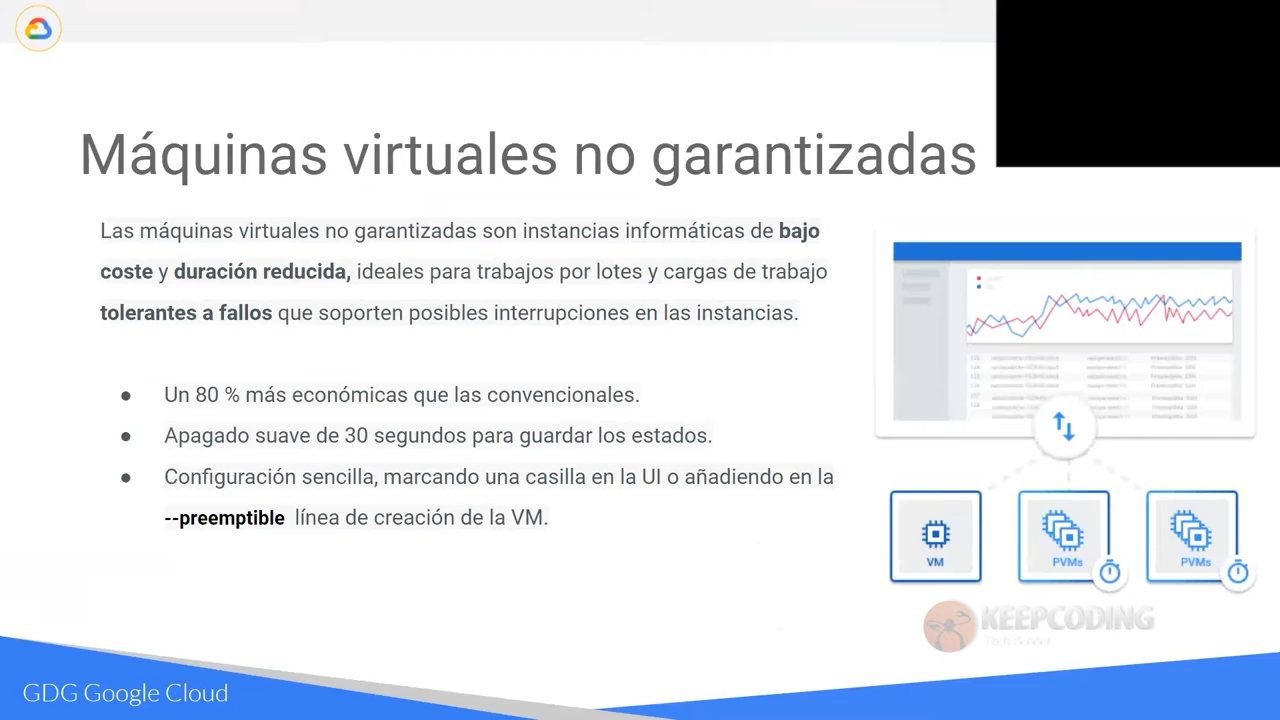 Máquinas virtuales no garantizadas
Las máquinas virtuales no garantizadas son instancias informáticas de bajo
coste y duración reducida, ideales para trabajos por lotes y cargas de trabajo
tolerantes a fallos que soporten posibles interrupciones en las instancias.
● Un 80 % más económicas que las convencionales.
● Apagado suave de 30 segundos para guardar los estados.
● Configuración sencilla, marcando una casilla en la UI o añadiendo en la
--preemptible línea de creación de la VM.
VM
PVMs
PVMs
KEEPCODING
Tech School
GDG Google Cloud